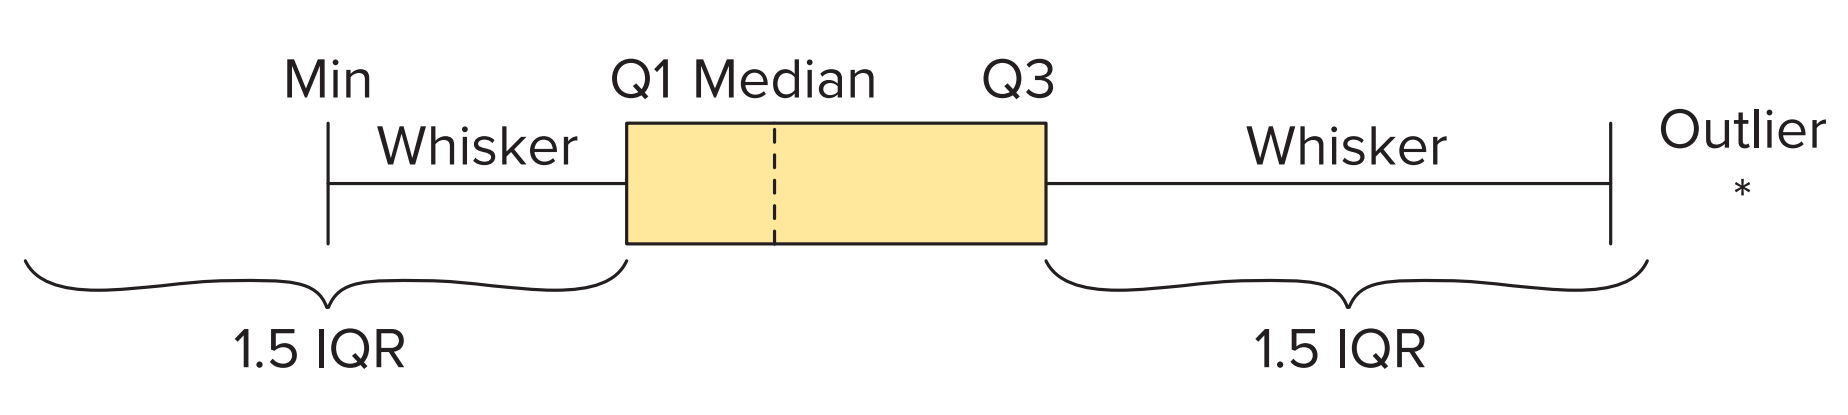 Min
Q1 Median
Q3
Whisker
Whisker
Outlier
*
1.5 IQR
1.5 IQR